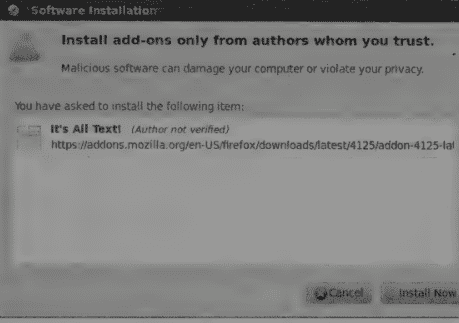 Software Installation
Install add-ons only from authors whom you trust.
Malicious software can damage your computer or violate your privacy.
You have asked to install the following item:
It's All Text! (Author not verified)
https://addons.mozilla.org/en-US/firefox/downloads/latest/4125/addon-4125-lat
Cancel
Install Now